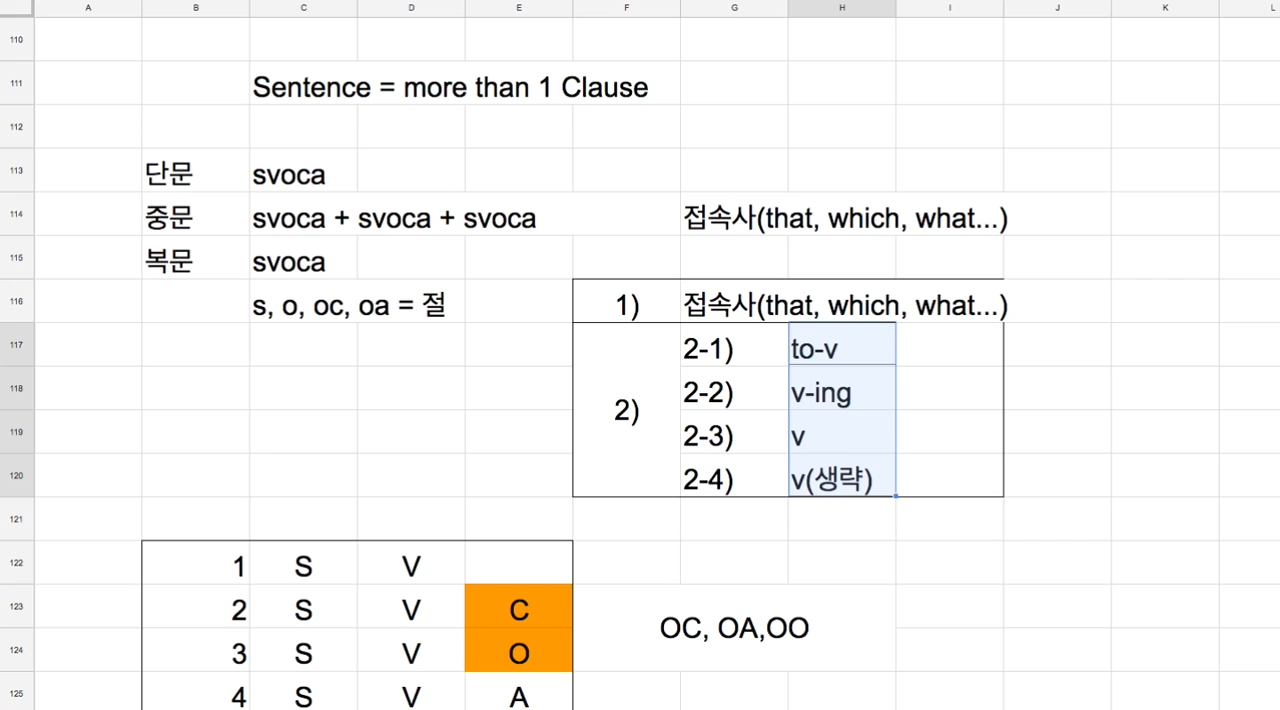 A B C D E F G H I J K L
110
111 Sentence = more than 1 Clause
112
113 단문 svoca
114 중문 svoca + svoca + svoca 접속사(that, which, what...)
115 복문 svoca
116 s, o, oc, oa = 절 1) 접속사(that, which, what...)
117 2-1) to-v
118 2-2) v-ing
2)
119 2-3) v
120 2-4) v(생략)
121
122 1 S V
123 2 S V C
OC, OA,OO
124 3 S V O
125 4 S V A